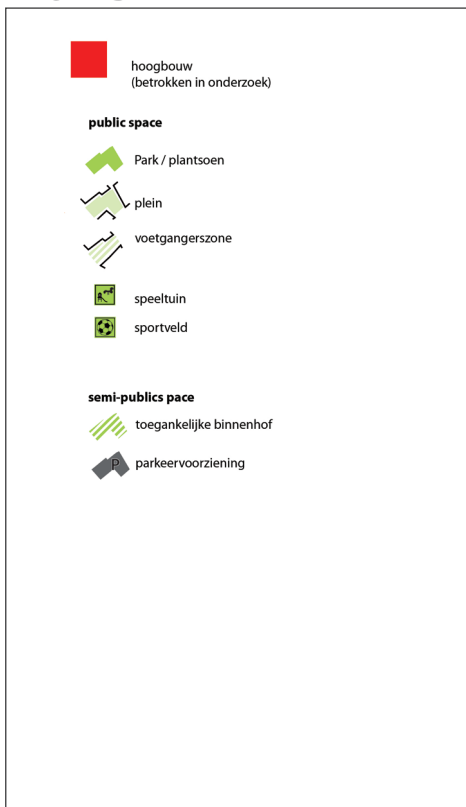 hoogbouw
(betrokken in onderzoek)
public space
Park / plantsoen
plein
voetgangerszone
speeltuin
sportveld
semi-publics pace
toegankelijke binnenhof
P
parkeervoorziening